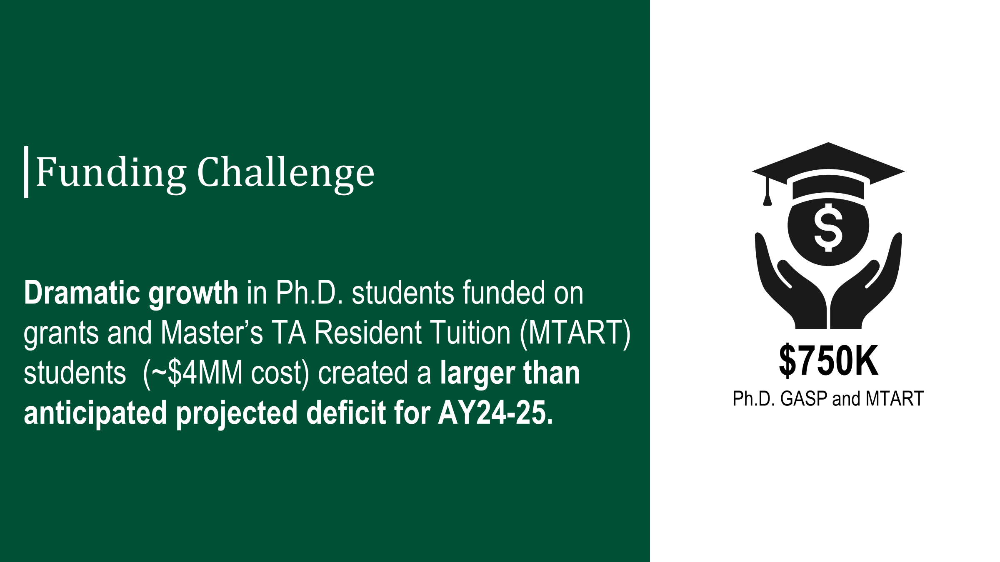 Funding Challenge
Dramatic growth in Ph.D. students funded on
grants and Master’s TA Resident Tuition (MTART)
students  (~$4MM cost) created a larger than
anticipated projected deficit for AY24-25.
$
$750K
Ph.D. GASP and MTART